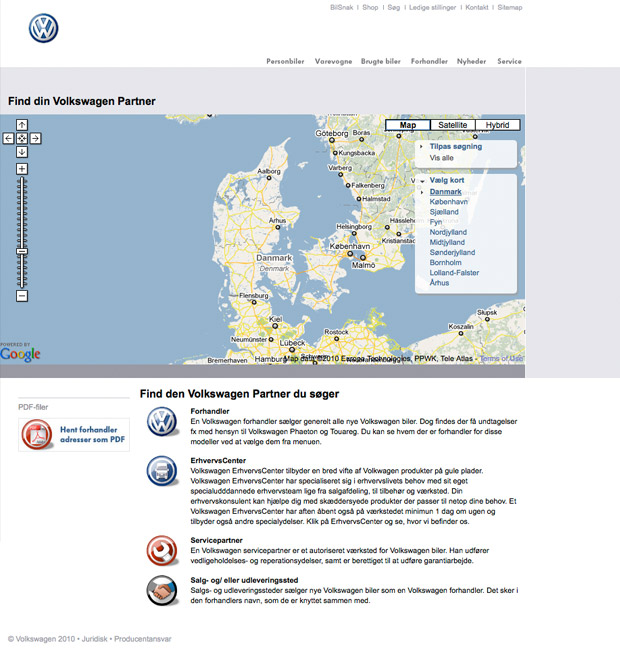 BilSnak | Shop | Søg | Ledige stillinger | Kontakt | Sitemap
Personbiler Varevogne Brugte biler Forhandler Nyheder Service
Find din Volkswagen Partner
Map Satellite Hybrid
Tilpas søgning
Vis alle
Vælg kort
Danmark
København
Sjælland
Fyn
Nordjylland
Midtjylland
Sønderjylland
Bornholm
Lolland-Falster
Århus
Göteborg
Borås
Kungsbacka
Varberg
Falkenberg
Halmstad
Aalborg
Århus
Helsingborg
Hässleho
Kristianstad
København
Malmö
Danmark
Danmark
Flensburg
Kiel
Neumünster
Lübeck
Rostock
Hamburg
Bremerhaven
Słupsk
Koszalin
POWERED BY
Google
Map data ©2010 Europa Technologies, PPWK, Tele Atlas - Terms of Use
PDF-filer
Hent forhandler
adresser som PDF
Find den Volkswagen Partner du søger
Forhandler
En Volkswagen forhandler sælger generelt alle nye Volkswagen biler. Dog findes der få undtagelser
fx med hensyn til Volkswagen Phaeton og Touareg. Du kan se hvem der er forhandler for disse
modeller ved at vælge dem fra menuen.
ErhvervsCenter
Volkswagen ErhvervsCenter tilbyder en bred vifte af Volkwagen produkter på gule plader.
Volkswagen ErhvervsCenter har specialiseret sig i erhvervslivets behov med sit eget
specialudddannede erhvervsteam lige fra salgafdeling, til tilbehør og værksted. Din
erhvervskonsulent kan hjælpe dig med skæddersyede produkter der passer til netop dine behov. Et
Volkswagen ErhvervsCenter har aften åbent også på værkstedet minimun 1 dag om ugen og
tilbyder også andre specialydelser. Klik på ErhvervsCenter og se, hvor vi befinder os.
Servicepartner
En Volkswagen servicepartner er et autoriseret værksted for Volkswagen biler. Han udfører
vedligeholdelses- og reperationsydelser, samt er berettiget til at udføre garantiarbejde.
Salg- og/ eller udleveringssted
Salgs- og udleveringssteder sælger nye Volkswagen biler som en Volkswagen forhandler. Det sker i
den forhandlers navn, som de er knyttet sammen med.
© Volkswagen 2010 • Juridisk • Producentansvar